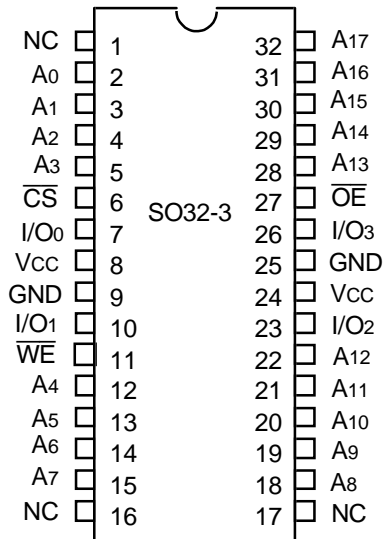 NC 1 32 A17
A0 2 31 A16
A1 3 30 A15
A2 4 29 A14
A3 5 28 A13
C̅S̅ 6 27 O̅E̅
SO32-3
I/O0 7 26 I/O3
VCC 8 25 GND
GND 9 24 VCC
I/O1 10 23 I/O2
W̅E̅ 11 22 A12
A4 12 21 A11
A5 13 20 A10
A6 14 19 A9
A7 15 18 A8
NC 16 17 NC